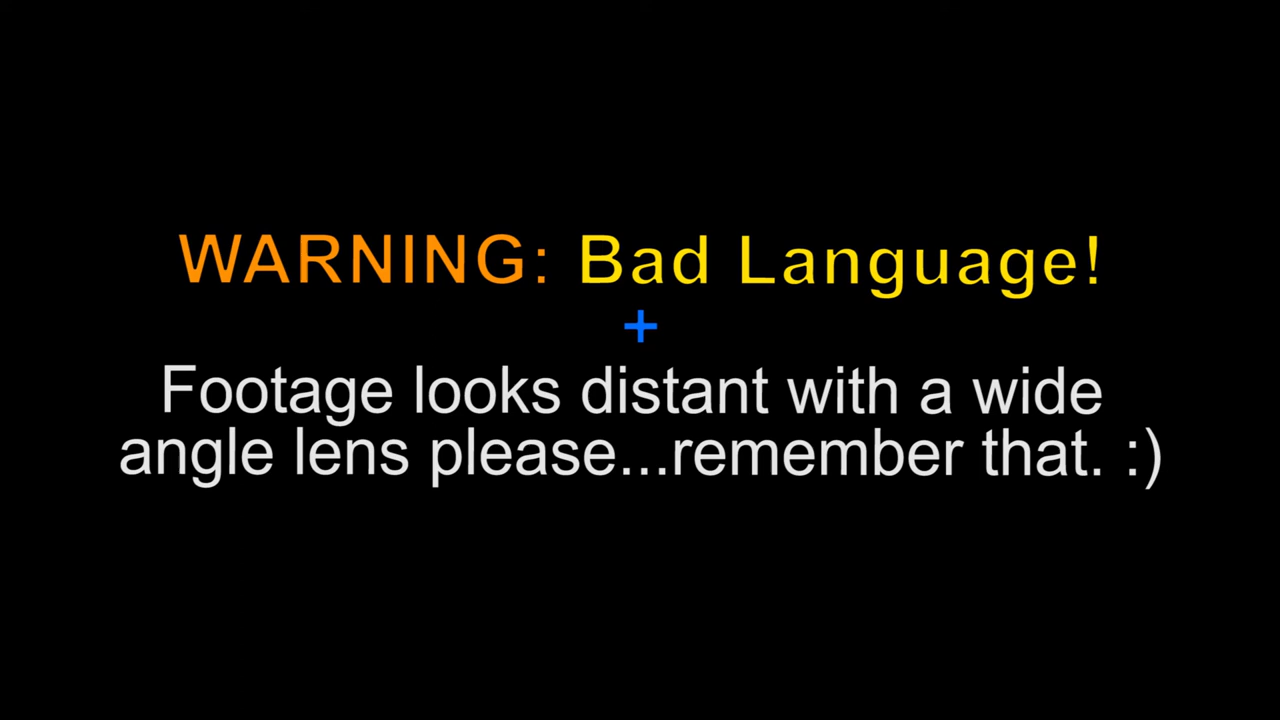 WARNING: Bad Language!
+
Footage looks distant with a wide
angle lens please...remember that. :)